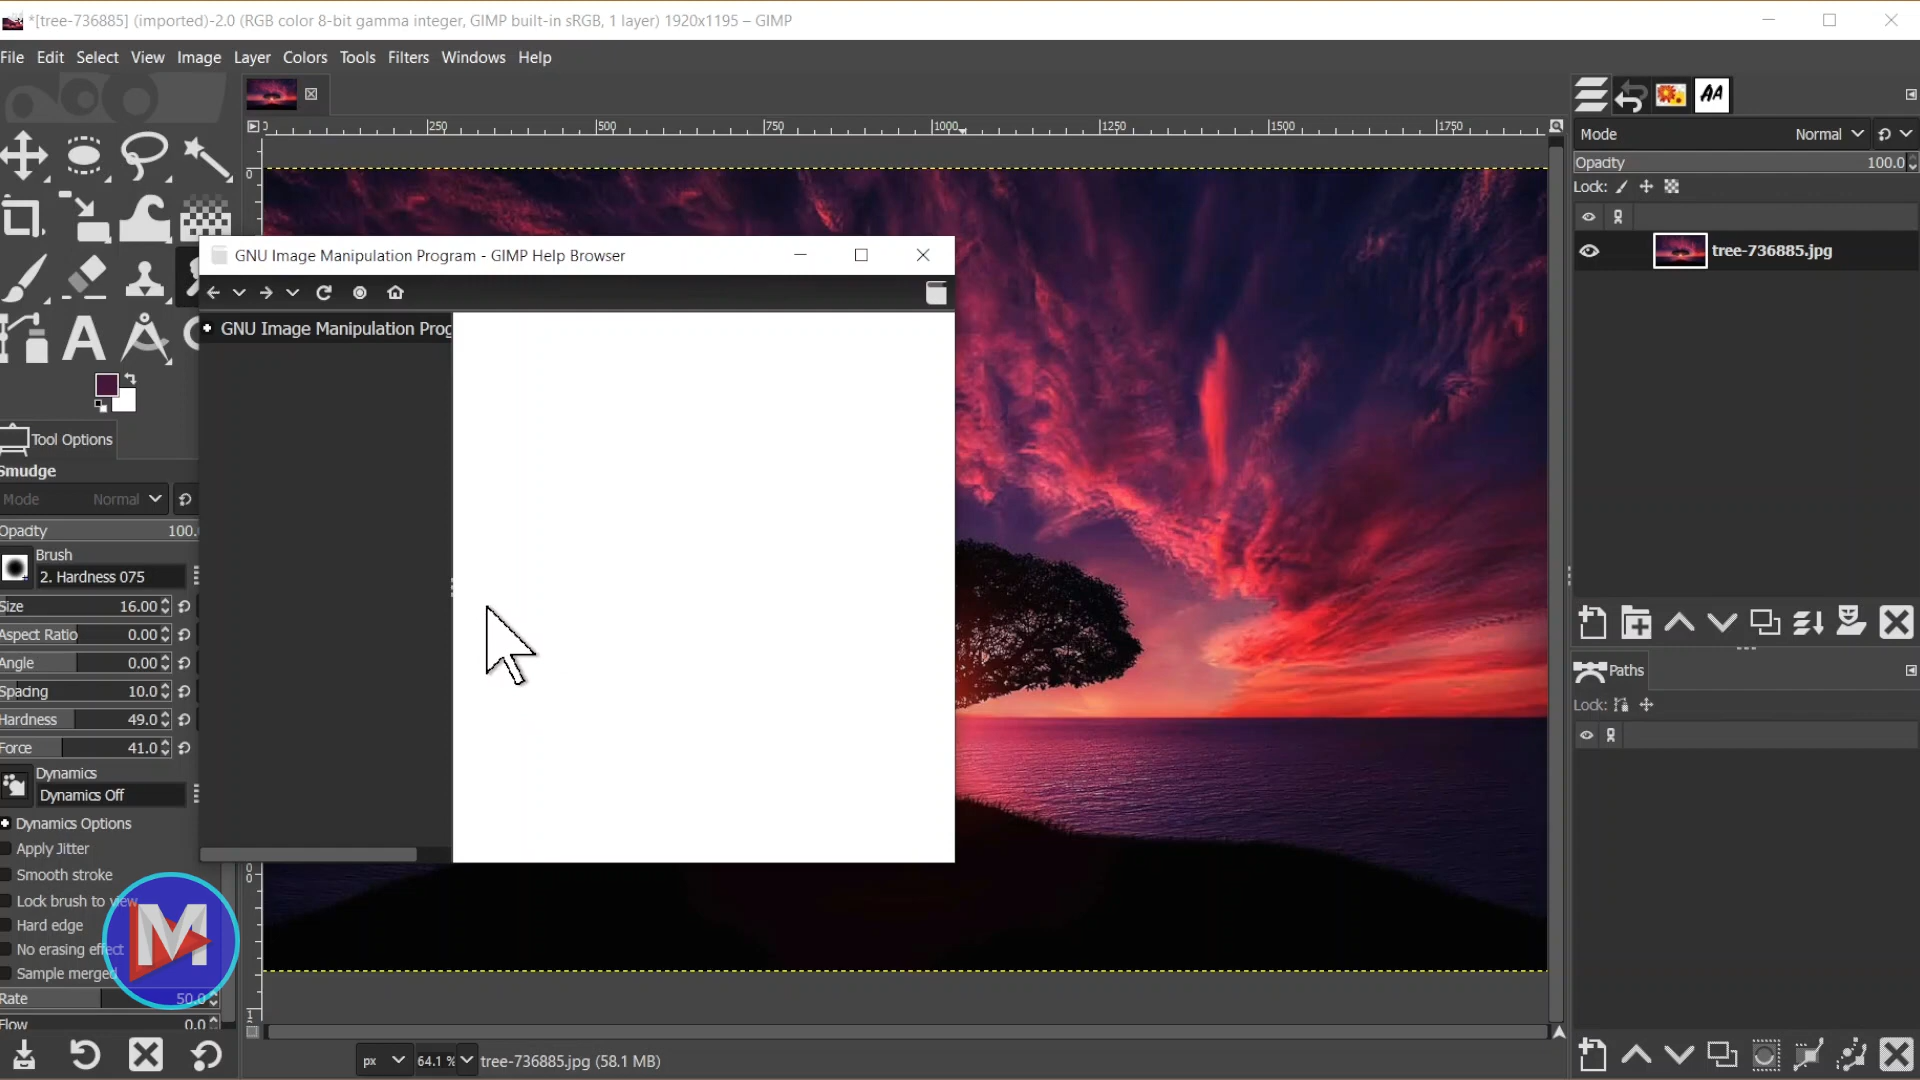 *[tree-736885] (imported)-2.0 (RGB color 8-bit gamma integer, GIMP built-in sRGB, 1 layer) 1920x1195 – GIMP
File Edit Select View Image Layer Colors Tools Filters Windows Help
250 500 750 1000 1250 1500 1750
0
AA
Mode Normal
Opacity 100.0
Lock:
tree-736885.jpg
GNU Image Manipulation Program - GIMP Help Browser
GNU Image Manipulation Prog
A
Tool Options
Smudge
Mode Normal
Opacity 100.
Brush
2. Hardness 075
Size 16.00
Aspect Ratio 0.00
Angle 0.00
Spacing 10.0
Hardness 49.0
Force 41.0
Dynamics
Dynamics Off
Dynamics Options
Apply Jitter
Smooth stroke
Lock brush to view
Hard edge
No erasing effect
Sample merged
Rate 50.0
Flow 0.0
M
Paths
Lock:
px 64.1 % tree-736885.jpg (58.1 MB)